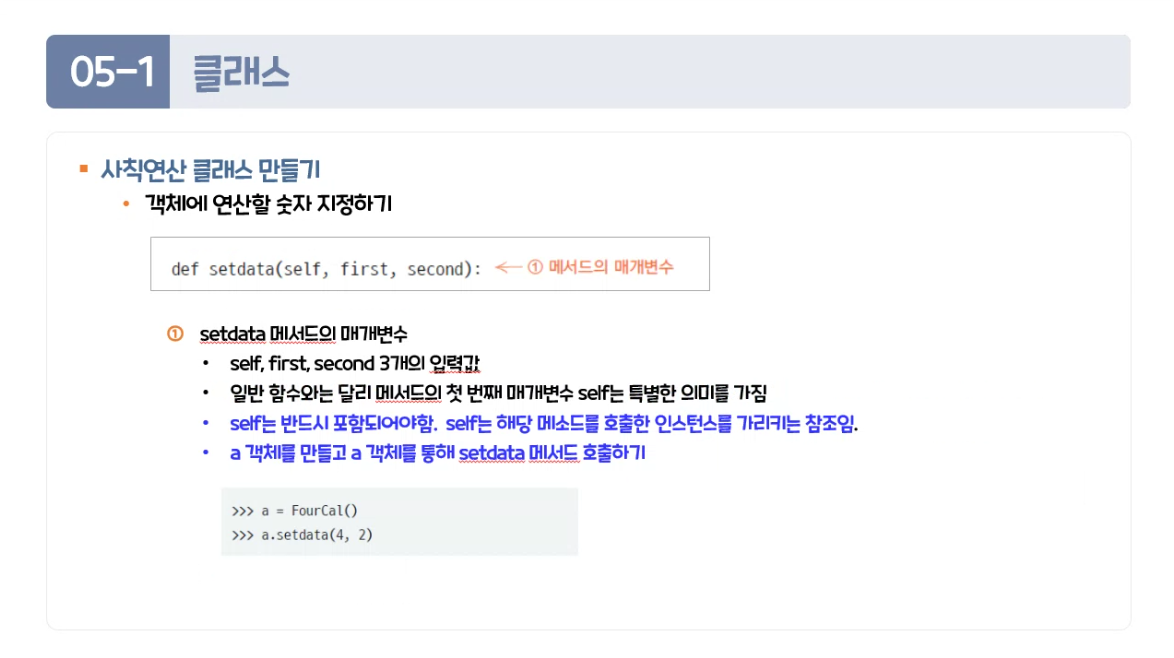 05-1 클래스
▪ 사칙연산 클래스 만들기
• 객체에 연산할 숫자 지정하기
def setdata(self, first, second): ← ① 메서드의 매개변수
① setdata 메서드의 매개변수
• self, first, second 3개의 입력값
• 일반 함수와는 달리 메서드의 첫 번째 매개변수 self는 특별한 의미를 가짐
• self는 반드시 포함되어야함. self는 해당 메소드를 호출한 인스턴스를 가리키는 참조임.
• a 객체를 만들고 a 객체를 통해 setdata 메서드 호출하기
>>> a = FourCal()
>>> a.setdata(4, 2)